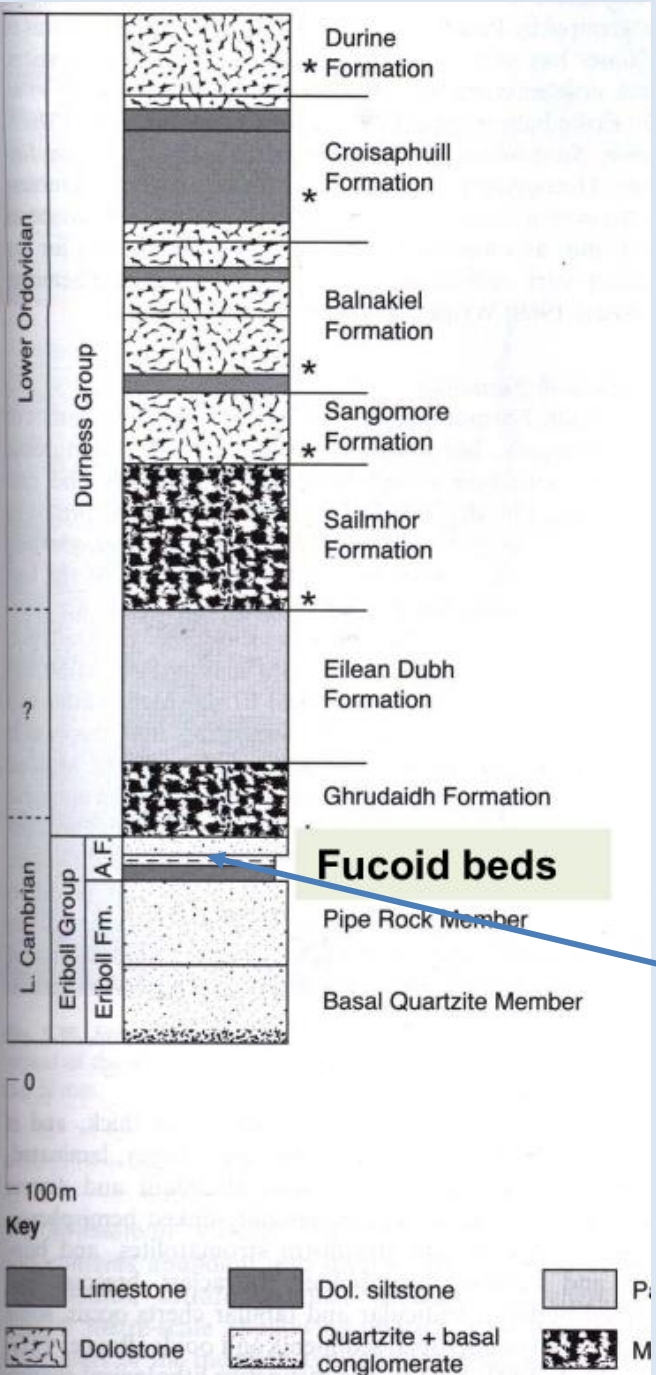 Durine
* Formation
Croisaphuill
Formation
*
Balnakiel
Formation
*
Sangomore
Formation
*
Sailmhor
Formation
*
Eilean Dubh
Formation
Ghrudaidh Formation
Fucoid beds
Pipe Rock Member
Basal Quartzite Member
Lower Ordovician
?
L. Cambrian
Durness Group
Eriboll Group
A.F.
Eriboll Fm.
0
100m
Key
Limestone
Dol. siltstone
Dolostone
Quartzite + basal
conglomerate